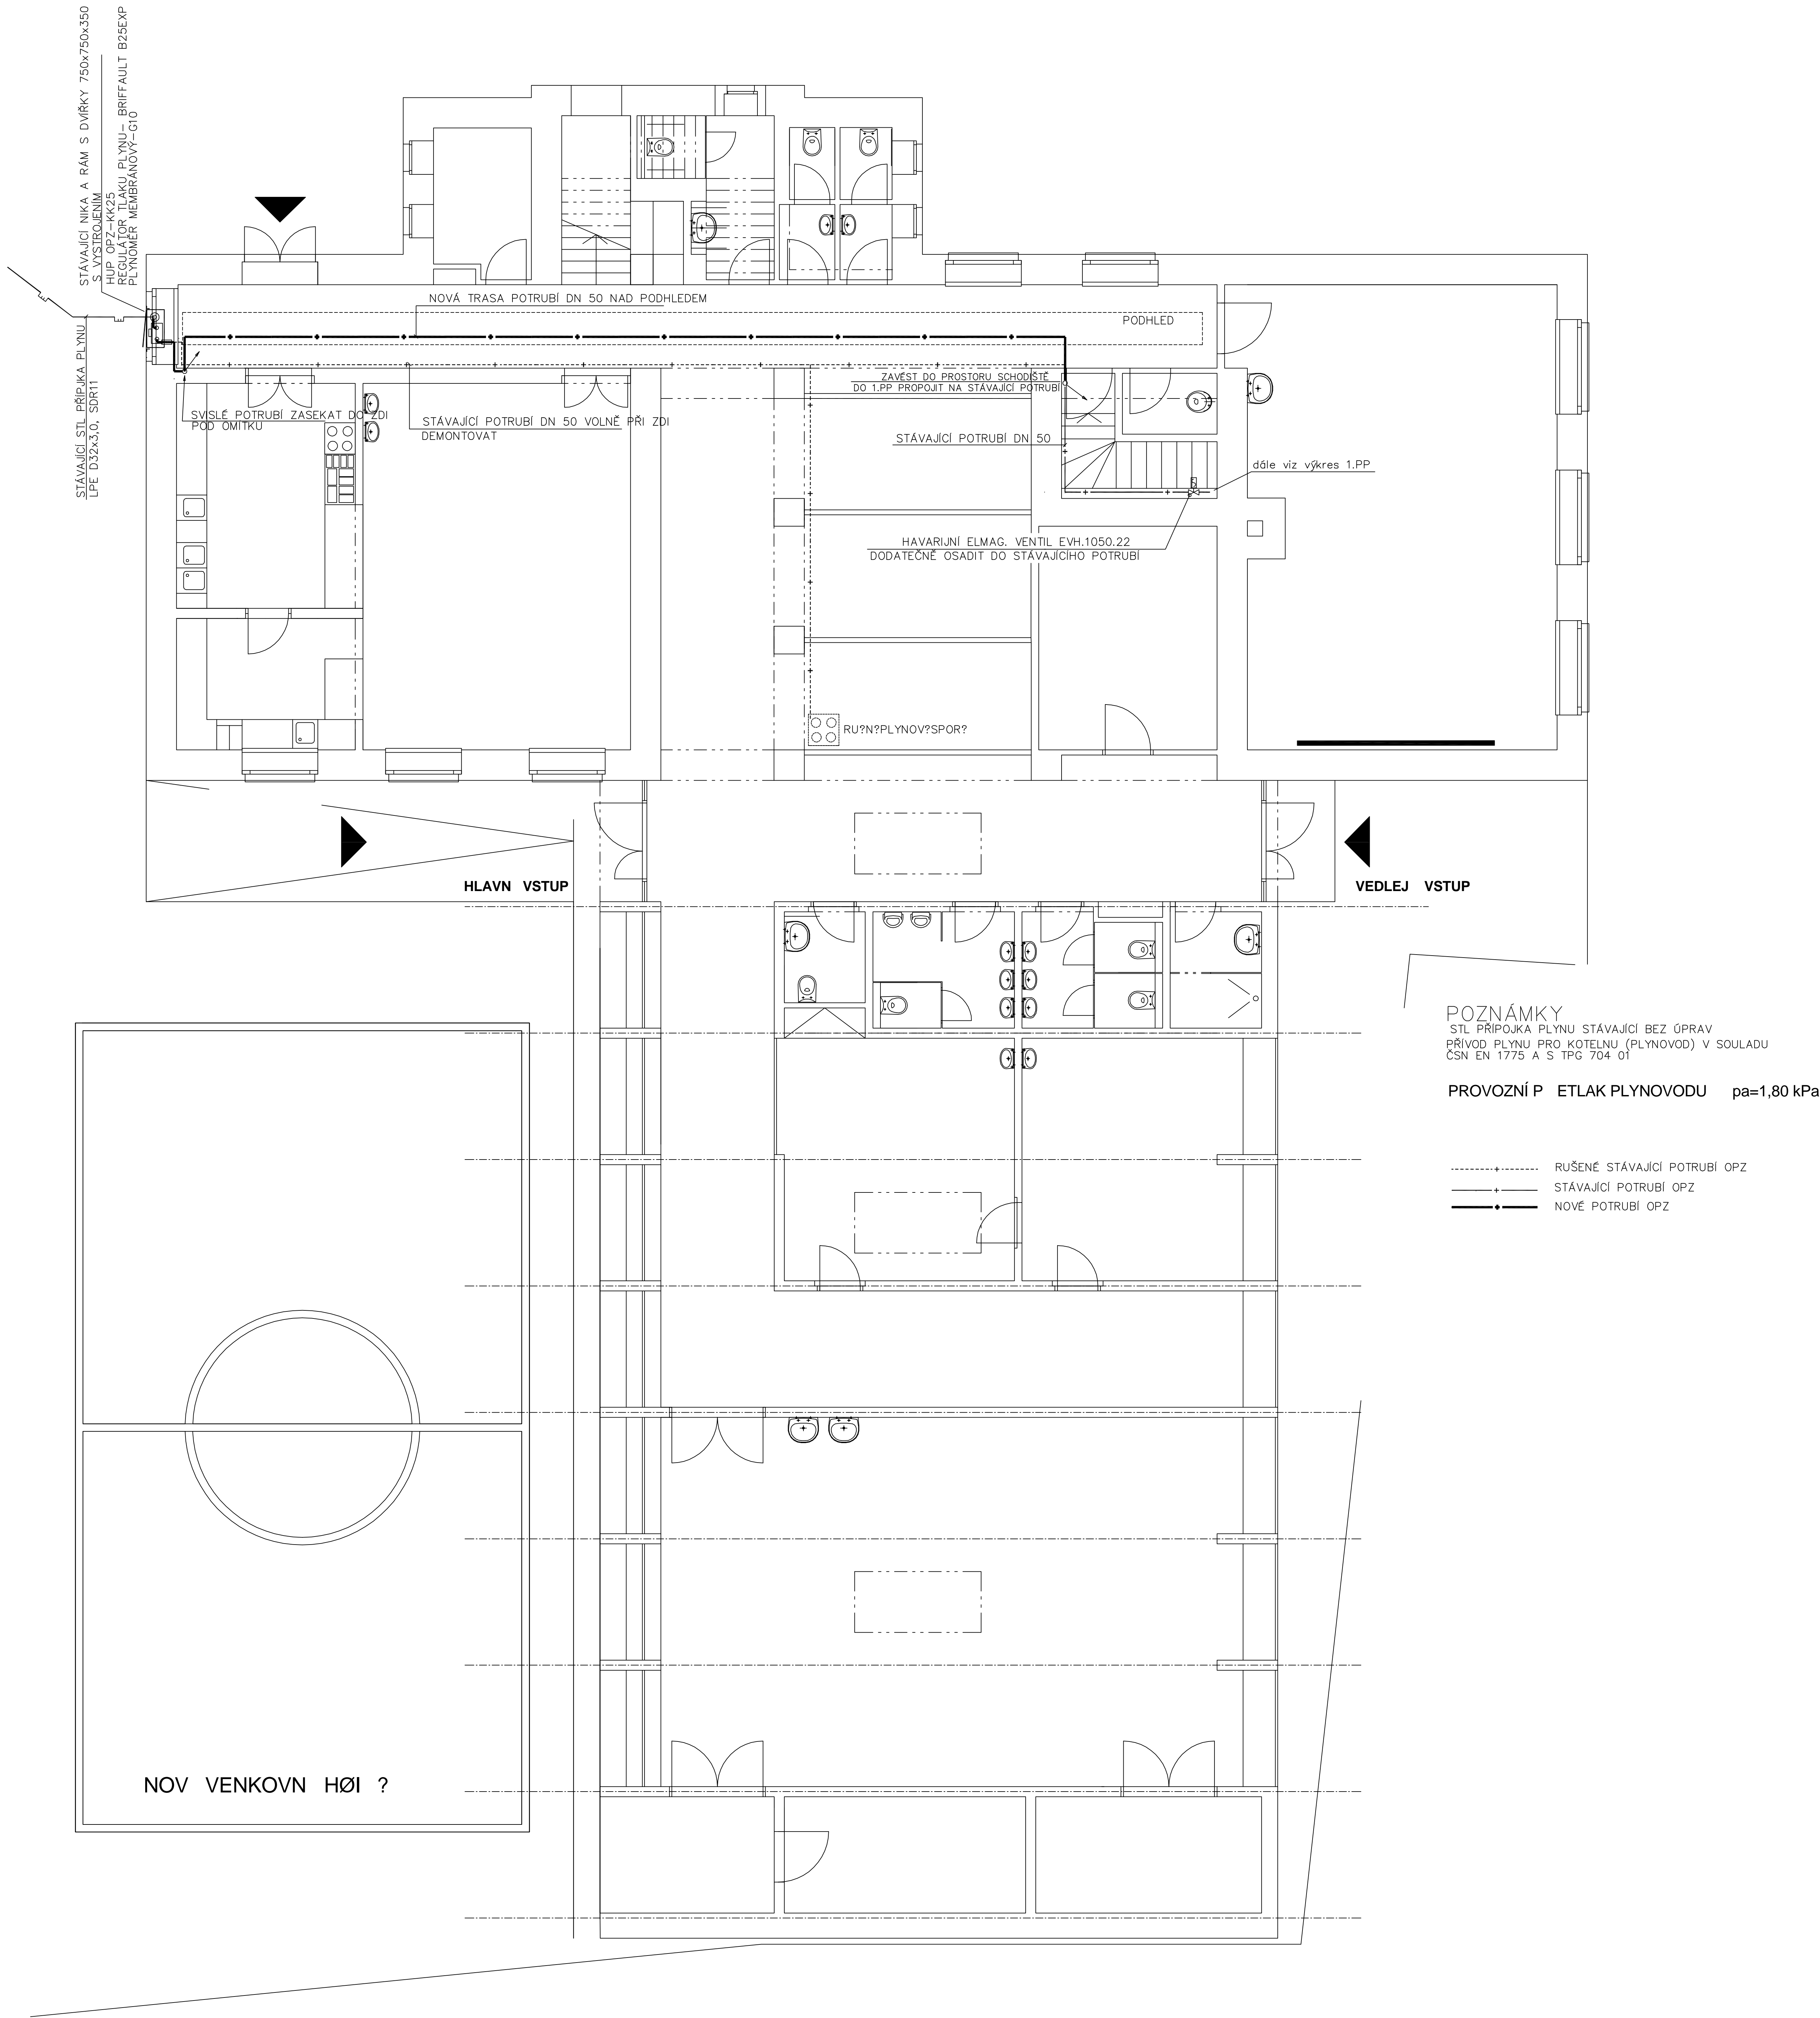 STÁVAJÍCÍ NIKA A RÁM S DVÍŘKY 750x750x350
S VYSTROJENÍM
HUP OPZ-KK25
REGULÁTOR TLAKU PLYNU- BRIFFAULT B25EXP
PLYNOMĚR MEMBRÁNOVÝ-G10
STÁVAJÍCÍ STL PŘÍPJKA PLYNU
LPE D32x3,0, SDR11
NOVÁ TRASA POTRUBÍ DN 50 NAD PODHLEDEM
PODHLED
ZAVÉST DO PROSTORU SCHODIŠTĚ
DO 1.PP PROPOJIT NA STÁVAJÍCÍ POTRUBÍ
SVISLÉ POTRUBÍ ZASEKAT DO ZDI
POD OMÍTKU
STÁVAJÍCÍ POTRUBÍ DN 50 VOLNĚ PŘI ZDI
DEMONTOVAT
STÁVAJÍCÍ POTRUBÍ DN 50
dále viz výkres 1.PP
HAVARIJNÍ ELMAG. VENTIL EVH.1050.22
DODATEČNĚ OSADIT DO STÁVAJÍCÍHO POTRUBÍ
RU?N?PLYNOV?SPOR?
HLAVN VSTUP
VEDLEJ VSTUP
POZNÁMKY
STL PŘÍPOJKA PLYNU STÁVAJÍCÍ BEZ ÚPRAV
PŘÍVOD PLYNU PRO KOTELNU (PLYNOVOD) V SOULADU
ČSN EN 1775 A S TPG 704 01
PROVOZNÍ P ETLAK PLYNOVODU pa=1,80 kPa
RUŠENÉ STÁVAJÍCÍ POTRUBÍ OPZ
STÁVAJÍCÍ POTRUBÍ OPZ
NOVÉ POTRUBÍ OPZ
NOV VENKOVN HØI ?